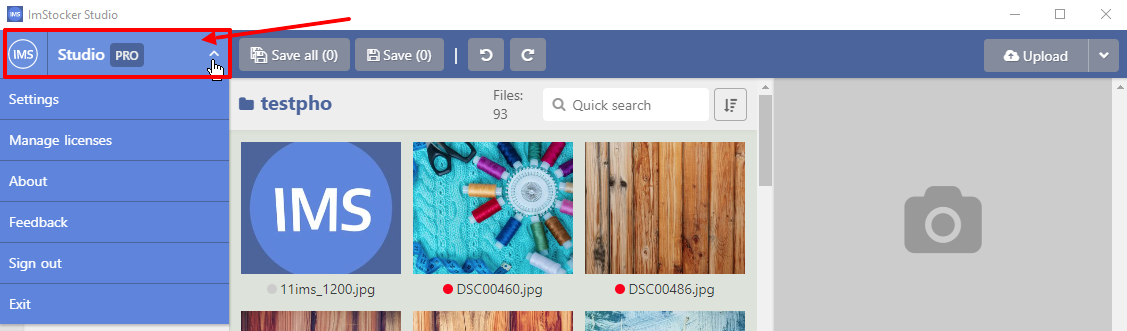 ImStocker Studio
IMS Studio PRO
Save all (0) Save (0) Upload
Settings
Manage licenses
About
Feedback
Sign out
Exit
testpho
Files:
93
Quick search
IMS
11ims_1200.jpg DSC00460.jpg DSC00486.jpg